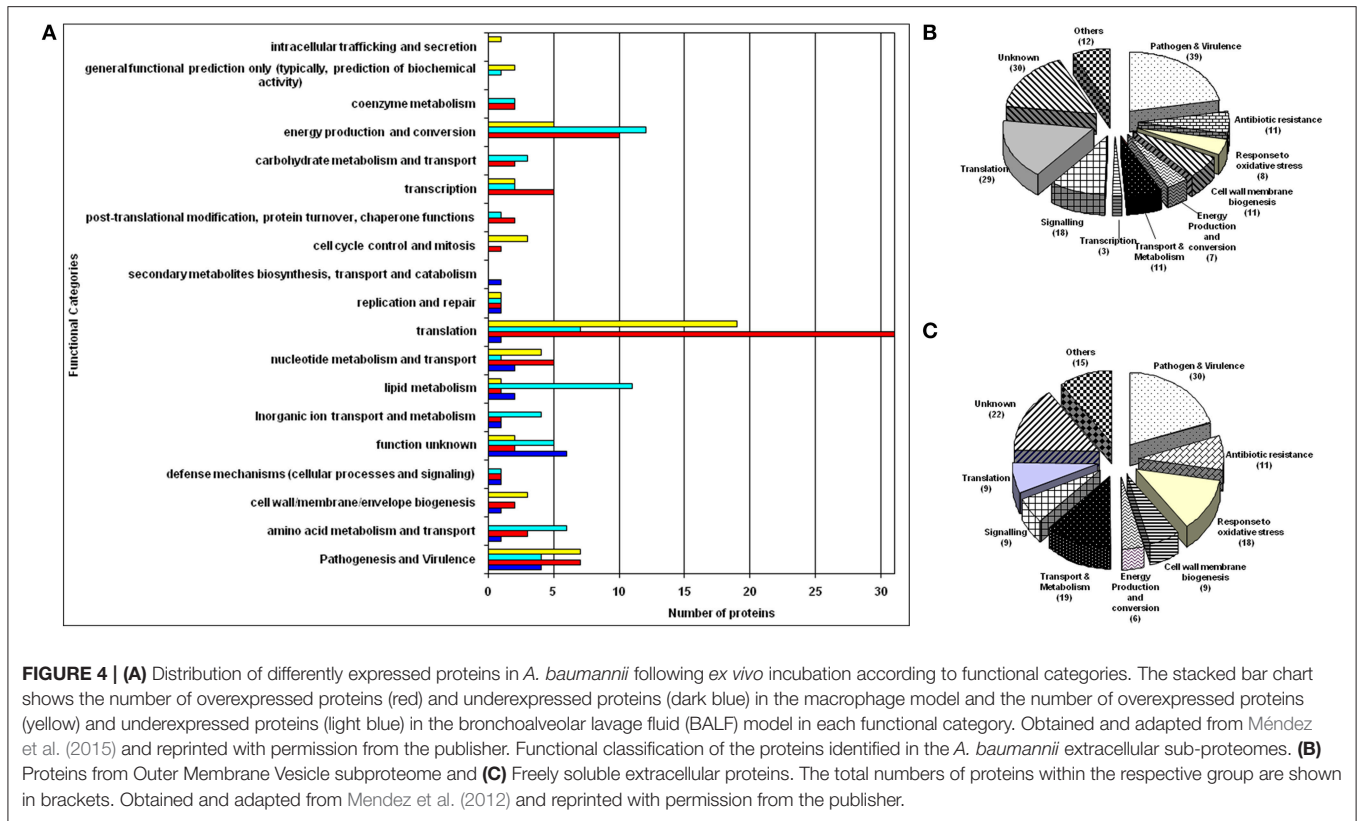 A
intracellular trafficking and secretion
general functional prediction only (typically, prediction of biochemical
activity)
coenzyme metabolism
energy production and conversion
carbohydrate metabolism and transport
transcription
post-translational modification, protein turnover, chaperone functions
cell cycle control and mitosis
secondary metabolites biosynthesis, transport and catabolism
replication and repair
translation
nucleotide metabolism and transport
lipid metabolism
Inorganic ion transport and metabolism
function unknown
defense mechanisms (cellular processes and signaling)
cell wall/membrane/envelope biogenesis
amino acid metabolism and transport
Pathogenesis and Virulence
Functional Categories
0 5 10 15 20 25 30
Number of proteins
B
Others
(12)
Pathogen & Virulence
(39)
Unknown
(30)
Antibiotic resistance
(11)
Response to
oxidative stress
(8)
Translation
(29)
Cell wall membrane
biogenesis
(11)
Signalling
(18)
Energy
Production
and
conversion
(7)
Transcription
(3)
Transport &
Metabolism
(11)
C
Others
(15)
Pathogen & Virulence
(30)
Unknown
(22)
Antibiotic resistance
(11)
Translation
(9)
Response to
oxidative stress
(18)
Signalling
(9)
Cell wall membrane
biogenesis
(9)
Transport &
Metabolism
(19)
Energy
Production
and
conversion
(6)
FIGURE 4 | (A) Distribution of differently expressed proteins in A. baumannii following ex vivo incubation according to functional categories. The stacked bar chart
shows the number of overexpressed proteins (red) and underexpressed proteins (dark blue) in the macrophage model and the number of overexpressed proteins
(yellow) and underexpressed proteins (light blue) in the bronchoalveolar lavage fluid (BALF) model in each functional category. Obtained and adapted from Méndez
et al. (2015) and reprinted with permission from the publisher. Functional classification of the proteins identified in the A. baumannii extracellular sub-proteomes. (B)
Proteins from Outer Membrane Vesicle subproteome and (C) Freely soluble extracellular proteins. The total numbers of proteins within the respective group are shown
in brackets. Obtained and adapted from Mendez et al. (2012) and reprinted with permission from the publisher.